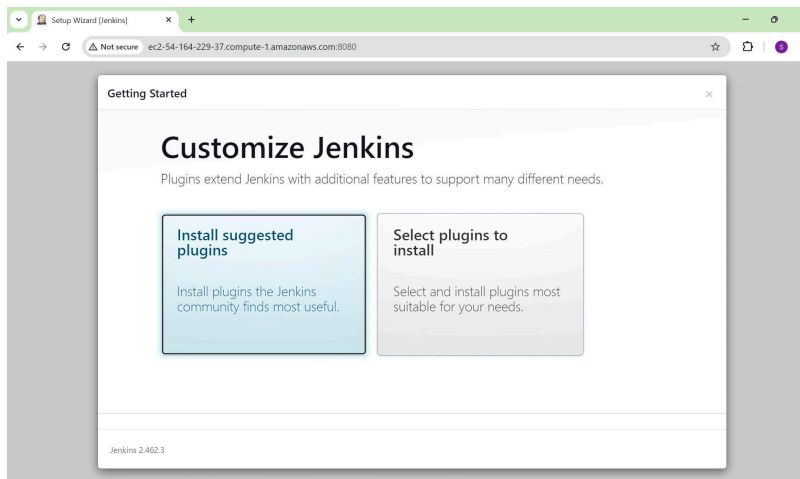 Setup Wizard [Jenkins]
Not secure ec2-54-164-229-37.compute-1.amazonaws.com:8080
S
Getting Started
Customize Jenkins
Plugins extend Jenkins with additional features to support many different needs.
Install suggested
plugins
Install plugins the Jenkins
community finds most useful.
Select plugins to
install
Select and install plugins most
suitable for your needs.
Jenkins 2.462.3